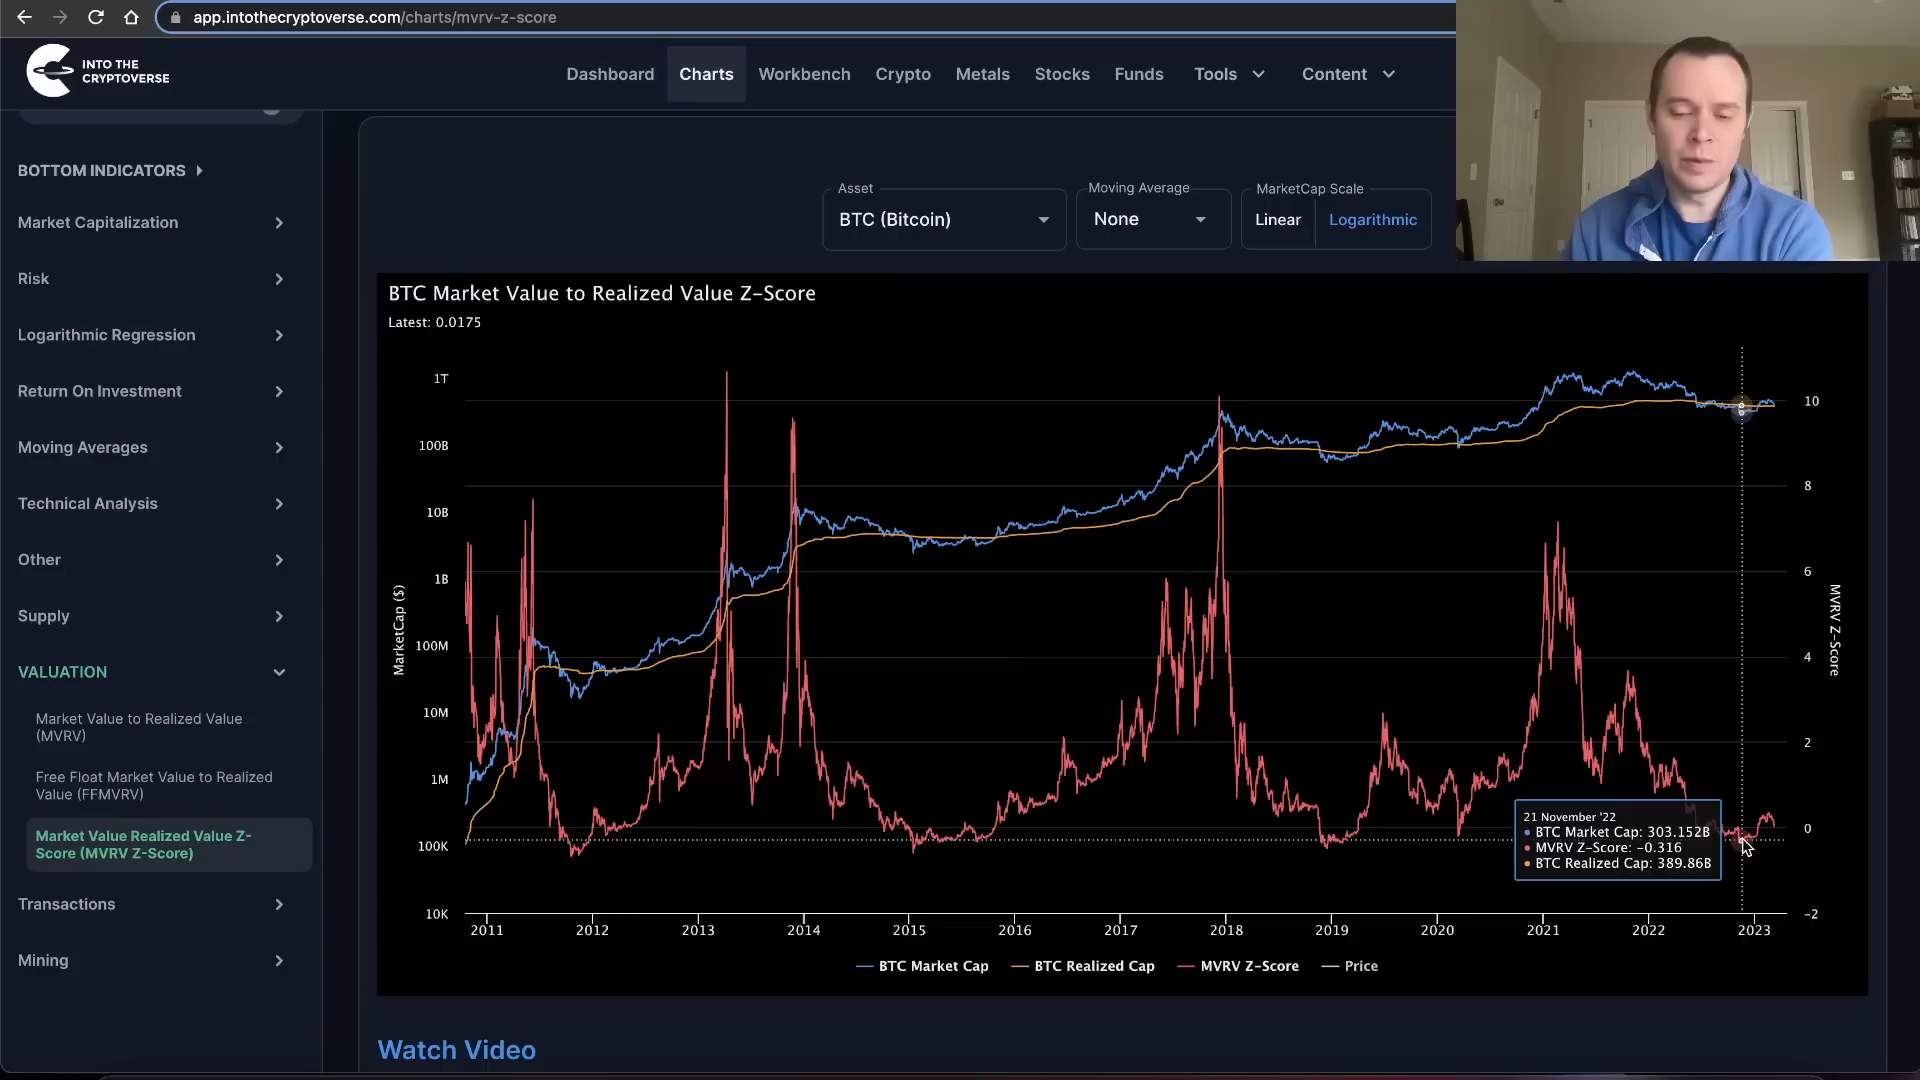 app.intothecryptoverse.com/charts/mvrv-z-score
INTO THE
CRYPTOVERSE
Dashboard Charts Workbench Crypto Metals Stocks Funds Tools Content
BOTTOM INDICATORS
Market Capitalization
Risk
Logarithmic Regression
Return On Investment
Moving Averages
Technical Analysis
Other
Supply
VALUATION
Market Value to Realized Value
(MVRV)
Free Float Market Value to Realized
Value (FFMVRV)
Market Value Realized Value Z-
Score (MVRV Z-Score)
Transactions
Mining
Asset
BTC (Bitcoin)
Moving Average
None
MarketCap Scale
Linear Logarithmic
BTC Market Value to Realized Value Z-Score
Latest: 0.0175
MarketCap ($)
1T
100B
10B
1B
100M
10M
1M
100K
10K
10
8
6
4
2
0
-2
MVRV Z-Score
21 November '22
BTC Market Cap: 303.152B
MVRV Z-Score: -0.316
BTC Realized Cap: 389.86B
2011 2012 2013 2014 2015 2016 2017 2018 2019 2020 2021 2022 2023
BTC Market Cap BTC Realized Cap MVRV Z-Score Price
Watch Video